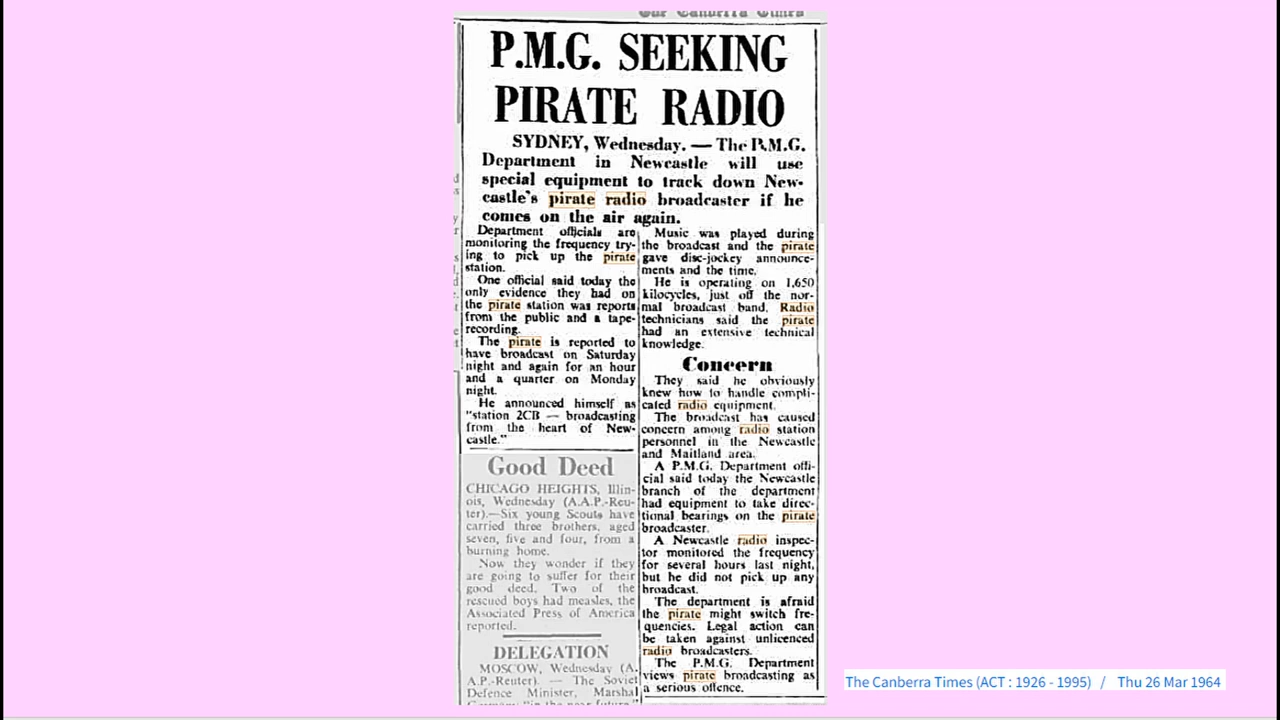 Our Canberra Times
P.M.G. SEEKING
PIRATE RADIO
SYDNEY, Wednesday. — The P.M.G.
Department in Newcastle will use
special equipment to track down New-
castle's pirate radio broadcaster if he
comes on the air again.
Department officials are
monitoring the frequency try-
ing to pick up the pirate
station.
One official said today the
only evidence they had on
the pirate station was reports
from the public and a tape-
recording.
The pirate is reported to
have broadcast on Saturday
night and again for an hour
and a quarter on Monday
night.
He announced himself as
"station 2CB — broadcasting
from the heart of New-
castle."
Good Deed
CHICAGO HEIGHTS, Illin-
ois, Wednesday (A.A.P.-Reu-
ter).—Six young Scouts have
carried three brothers, aged
seven, five and four, from a
burning home.
Now they wonder if they
are going to suffer for their
good deed. Two of the
rescued boys had measles, the
Associated Press of America
reported.
DELEGATION
MOSCOW, Wednesday (A.
A.P.-Reuter). — The Soviet
Defence Minister, Marshal
Music was played during
the broadcast and the pirate
gave disc-jockey announce-
ments and the time.
He is operating on 1,650
kilocycles, just off the nor-
mal broadcast band. Radio
technicians said the pirate
had an extensive technical
knowledge.
Concern
They said he obviously
knew how to handle compli-
cated radio equipment.
The broadcast has caused
concern among radio station
personnel in the Newcastle
and Maitland area.
A P.M.G. Department offi-
cial said today the Newcastle
branch of the department
had equipment to take direc-
tional bearings on the pirate
broadcaster.
A Newcastle radio inspec-
tor monitored the frequency
for several hours last night,
but he did not pick up any
broadcast.
The department is afraid
the pirate might switch fre-
quencies. Legal action can
be taken against unlicenced
radio broadcasters.
The P.M.G. Department
views pirate broadcasting as
a serious offence.
The Canberra Times (ACT : 1926 - 1995) / Thu 26 Mar 1964